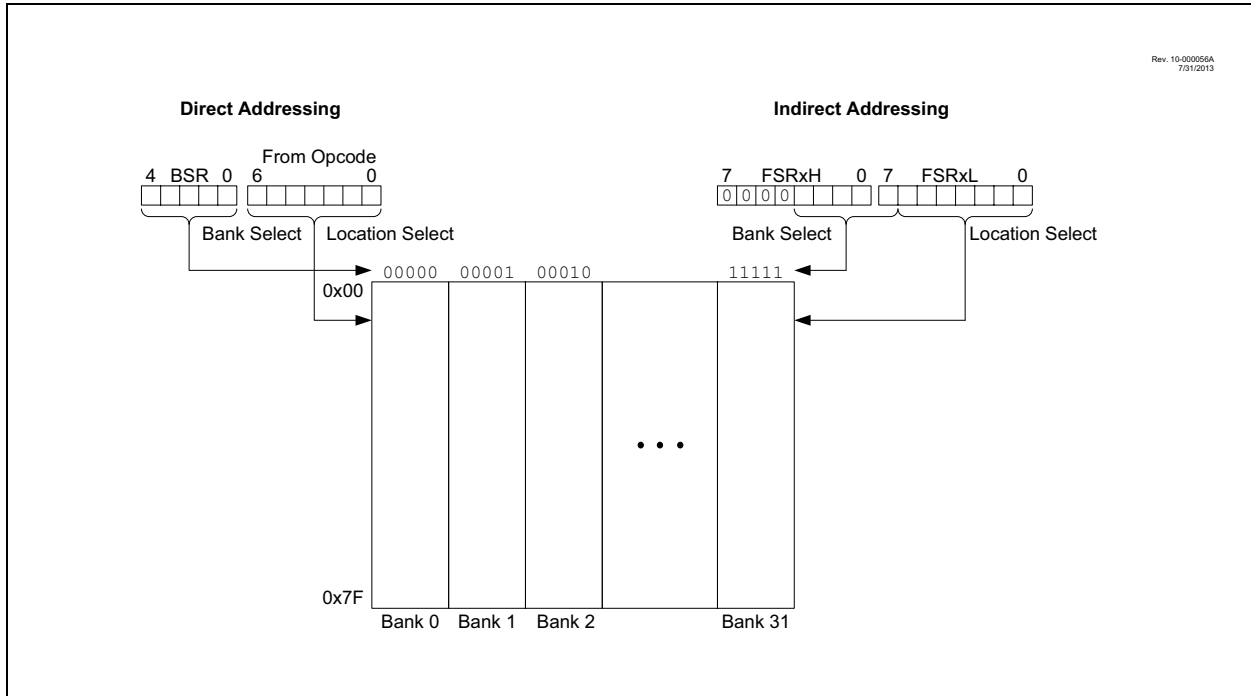 Rev. 10-000056A
7/31/2013
Direct Addressing
Indirect Addressing
From Opcode
4 BSR 0 6 0
7 FSRxH 0 7 FSRxL 0
0 0 0 0
Bank Select Location Select
Bank Select Location Select
00000 00001 00010 11111
0x00
0x7F
Bank 0 Bank 1 Bank 2 Bank 31